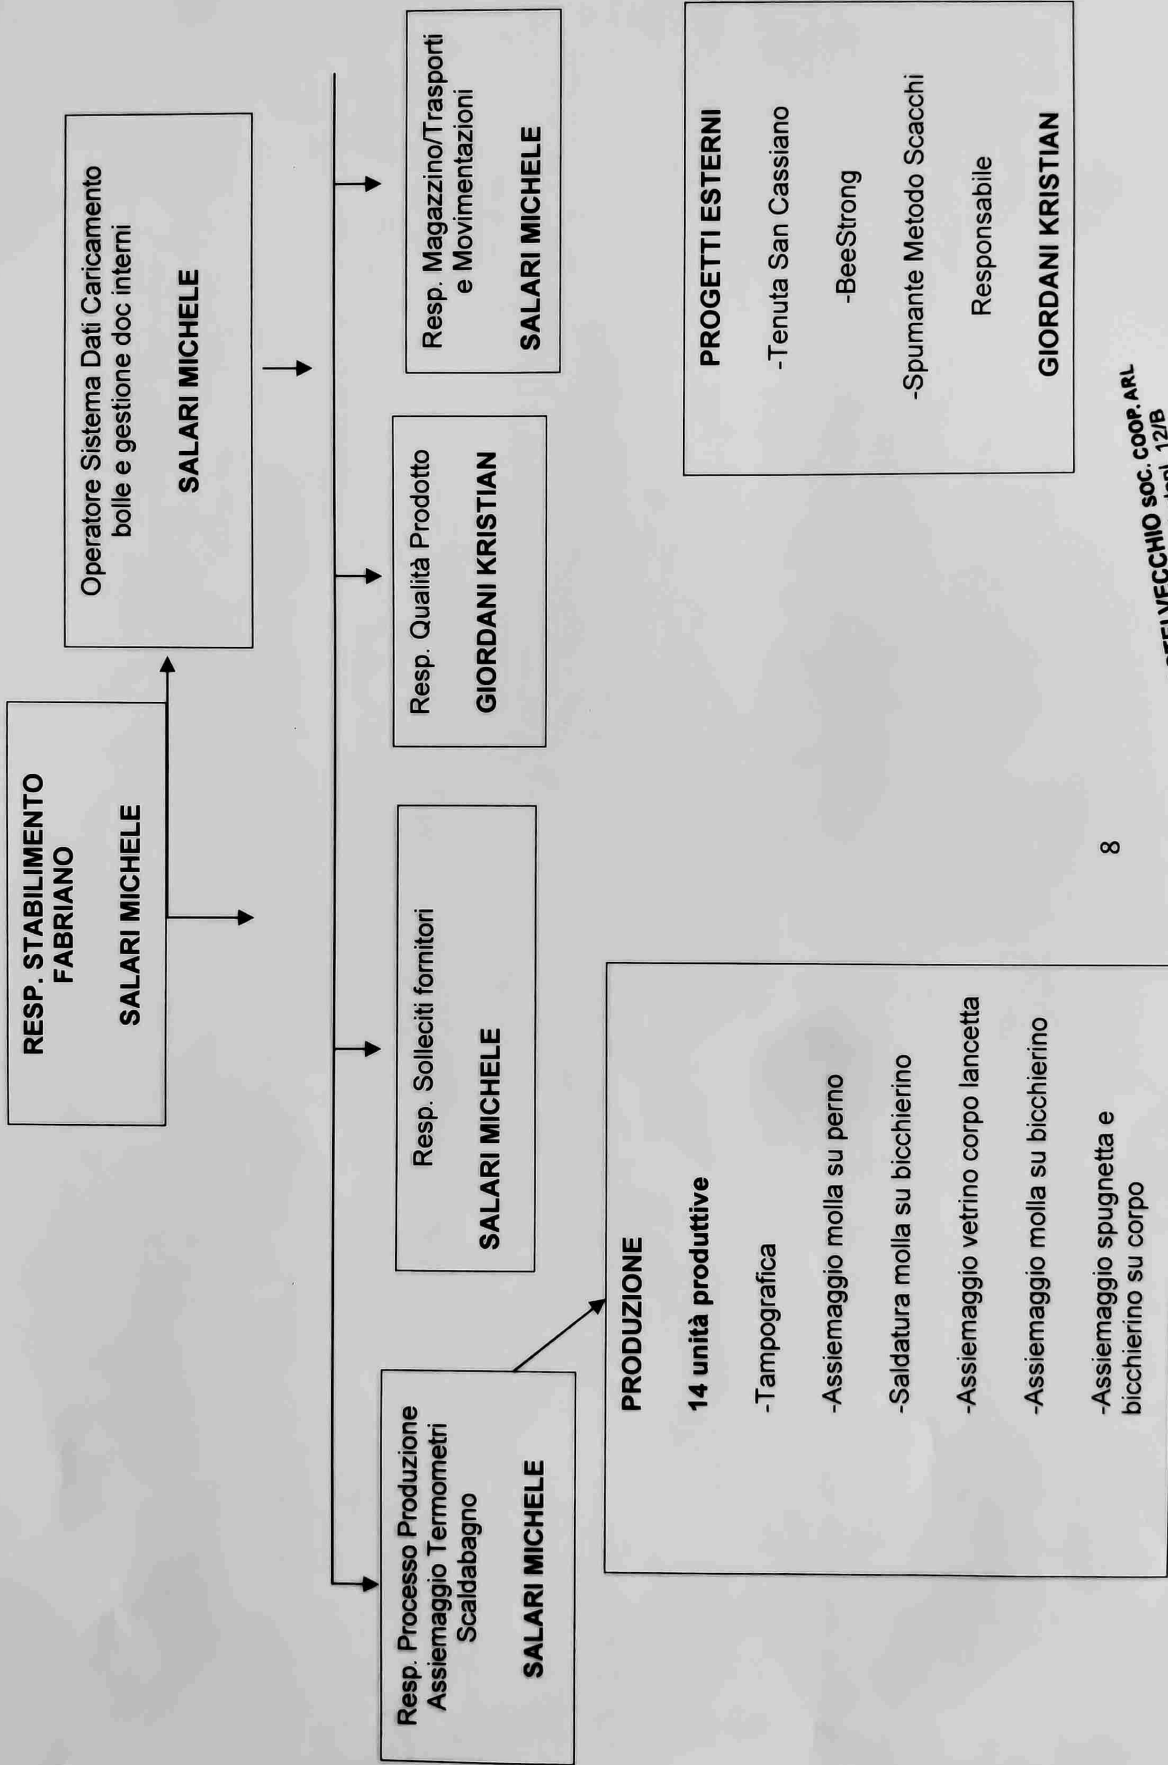 RESP. STABILIMENTO
FABRIANO
SALARI MICHELE
Operatore Sistema Dati Caricamento
bolle e gestione doc interni
SALARI MICHELE
Resp. Processo Produzione
Assiemaggio Termometri
Scaldabagno
SALARI MICHELE
Resp. Solleciti fornitori
SALARI MICHELE
Resp. Qualità Prodotto
GIORDANI KRISTIAN
Resp. Magazzino/Trasporti
e Movimentazioni
SALARI MICHELE
PRODUZIONE
14 unità produttive
-Tampografica
-Assiemaggio molla su perno
-Saldatura molla su bicchierino
-Assiemaggio vetrino corpo lancetta
-Assiemaggio molla su bicchierino
-Assiemaggio spugnetta e
bicchierino su corpo
PROGETTI ESTERNI
-Tenuta San Cassiano
-BeeStrong
-Spumante Metodo Scacchi
Responsabile
GIORDANI KRISTIAN
8
SOC. COOP. ARL
12/B